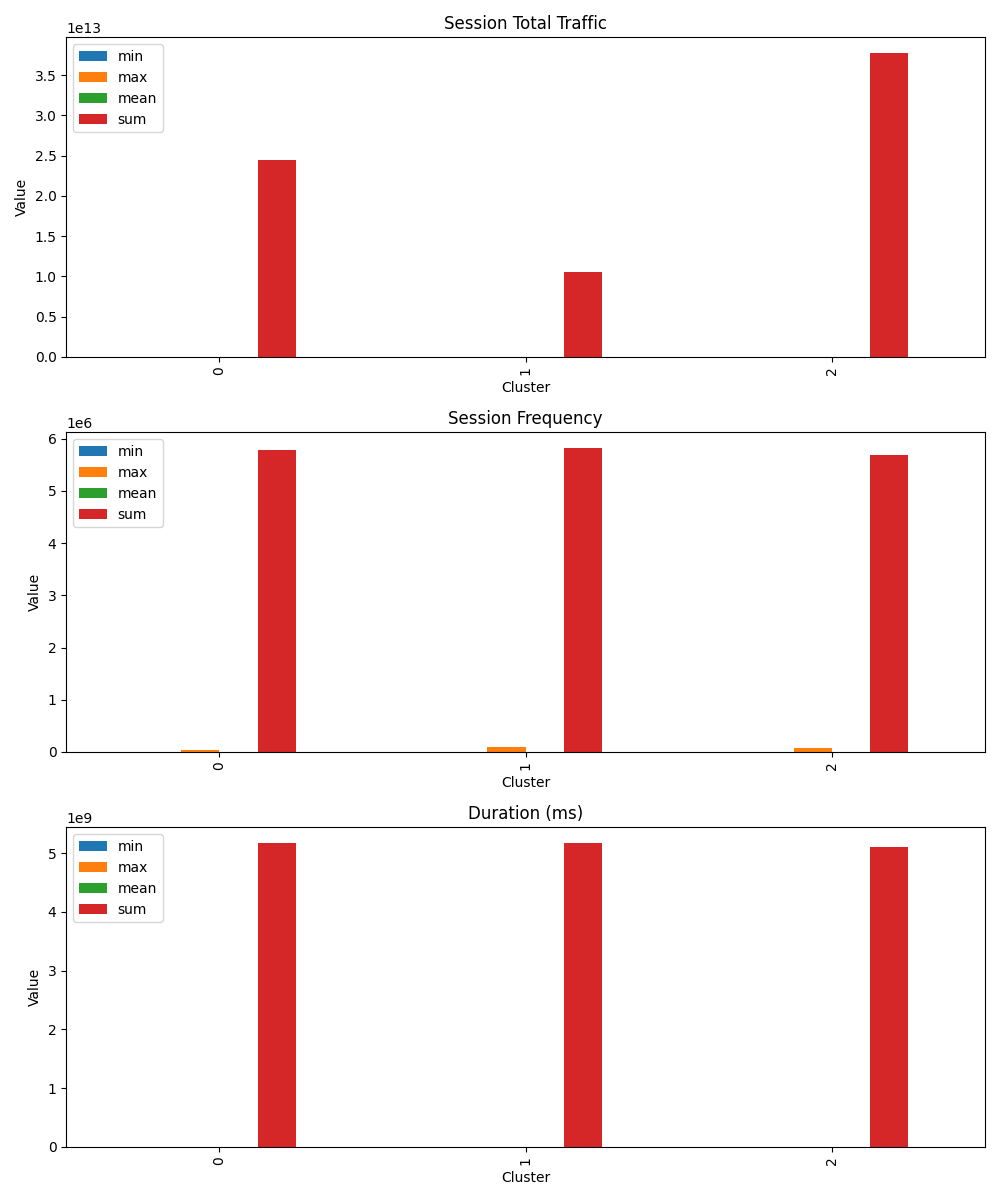 Session Total Traffic
1e13
min
max
mean
sum
3.5
3.0
2.5
2.0
1.5
1.0
0.5
0.0
Value
0
1
2
Cluster
Session Frequency
1e6
min
max
mean
sum
6
5
4
3
2
1
0
Value
0
1
2
Cluster
Duration (ms)
1e9
min
max
mean
sum
5
4
3
2
1
0
Value
0
1
2
Cluster